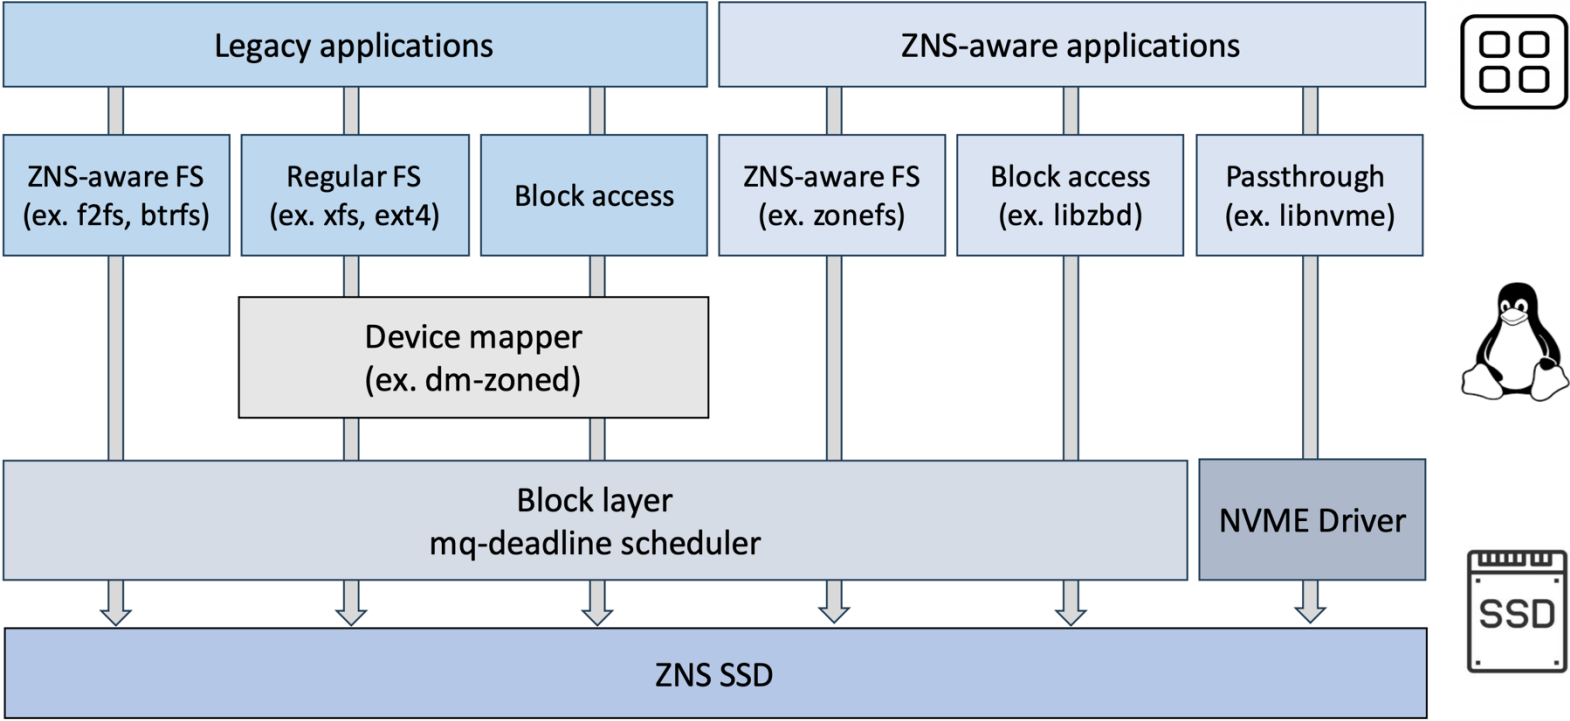 Legacy applications
ZNS-aware applications
ZNS-aware FS
(ex. f2fs, btrfs)
Regular FS
(ex. xfs, ext4)
Block access
ZNS-aware FS
(ex. zonefs)
Block access
(ex. libzbd)
Passthrough
(ex. libnvme)
Device mapper
(ex. dm-zoned)
Block layer
mq-deadline scheduler
NVME Driver
SSD
ZNS SSD